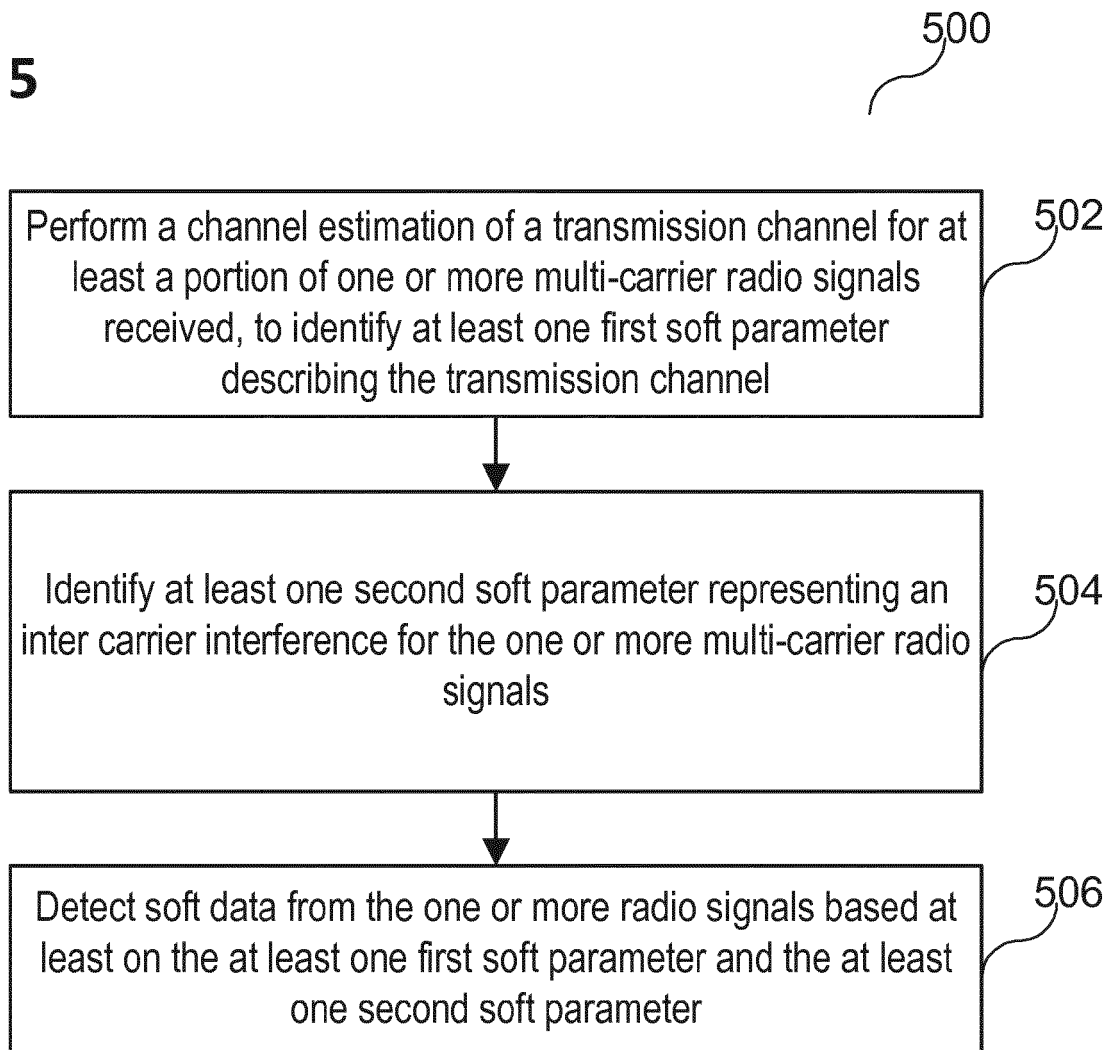 500
5
Perform a channel estimation of a transmission channel for at
least a portion of one or more multi-carrier radio signals
received, to identify at least one first soft parameter
describing the transmission channel
502
Identify at least one second soft parameter representing an
inter carrier interference for the one or more multi-carrier radio
signals
504
Detect soft data from the one or more radio signals based at
least on the at least one first soft parameter and the at least
one second soft parameter
506